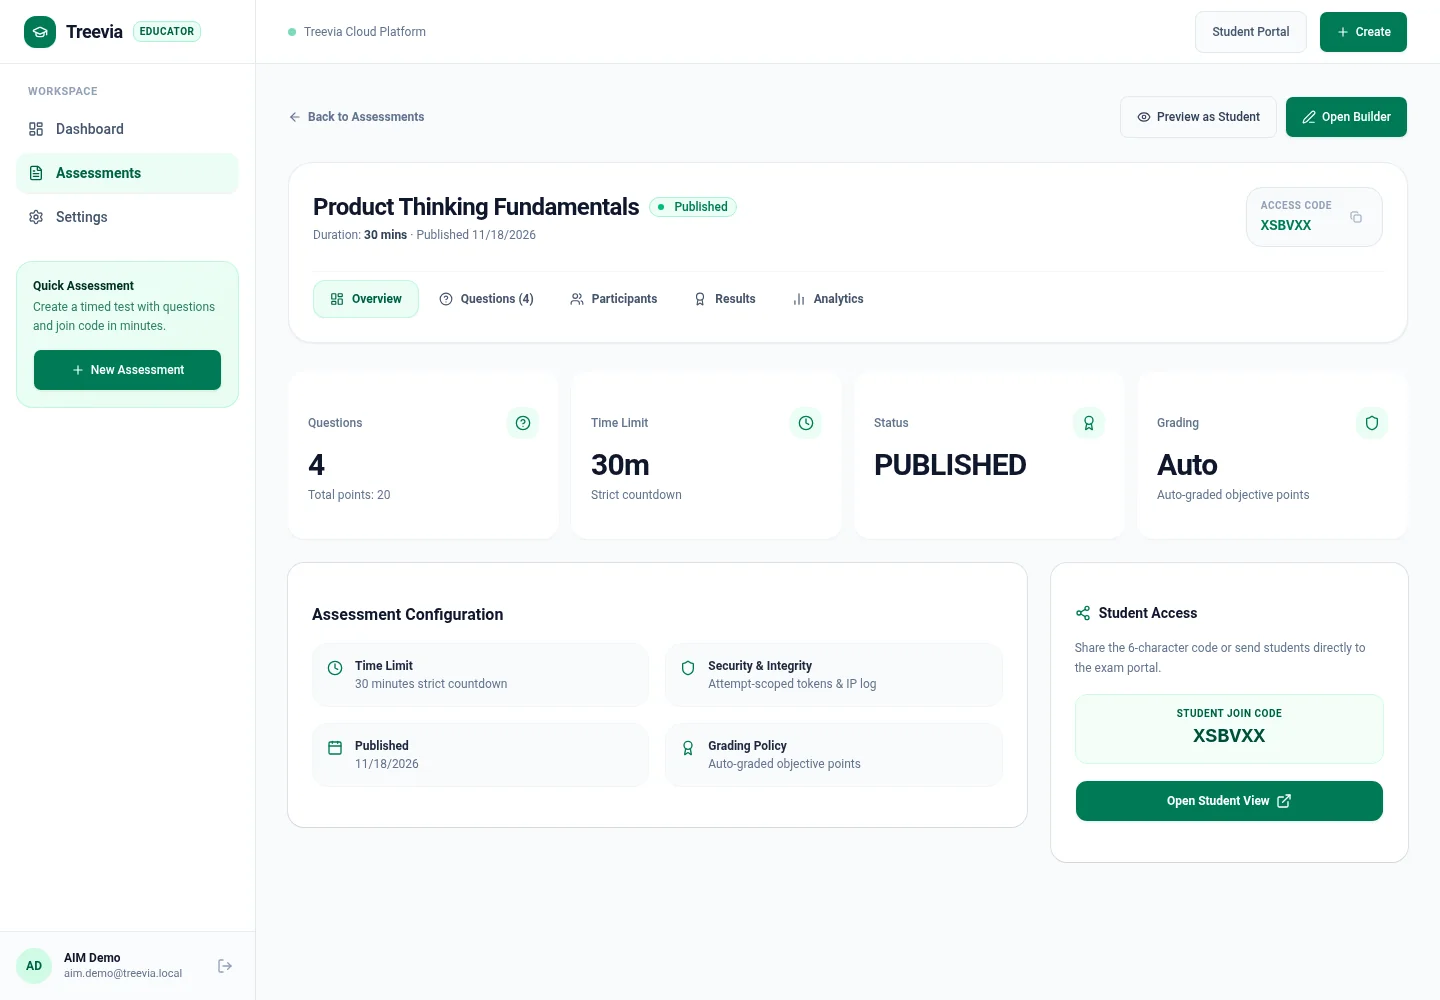 Treevia EDUCATOR
WORKSPACE
Dashboard
Assessments
Settings
Quick Assessment
Create a timed test with questions
and join code in minutes.
New Assessment
AD
AIM Demo
aim.demo@treevia.local
Treevia Cloud Platform
Student Portal
Create
Back to Assessments
Preview as Student
Open Builder
Product Thinking Fundamentals
Published
Duration: 30 mins · Published 11/18/2026
ACCESS CODE
XSBVXX
Overview
Questions (4)
Participants
Results
Analytics
Questions
4
Total points: 20
Time Limit
30m
Strict countdown
Status
PUBLISHED
Grading
Auto
Auto-graded objective points
Assessment Configuration
Time Limit
30 minutes strict countdown
Security & Integrity
Attempt-scoped tokens & IP log
Published
11/18/2026
Grading Policy
Auto-graded objective points
Student Access
Share the 6-character code or send students directly to
the exam portal.
STUDENT JOIN CODE
XSBVXX
Open Student View